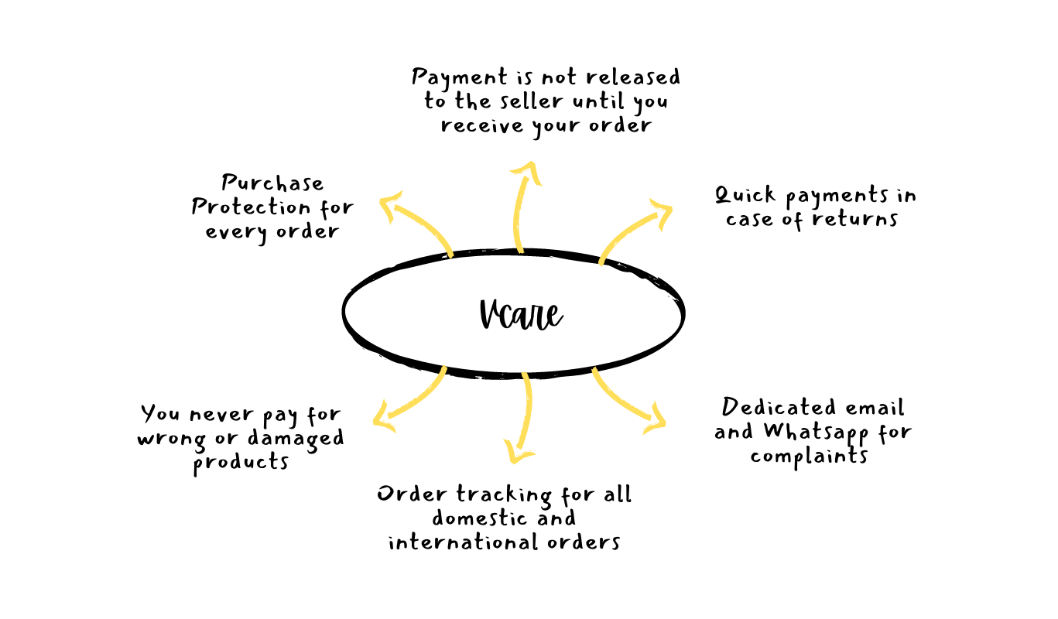 Payment is not released
to the seller until you
receive your order
Purchase
Protection for
every order
Quick payments in
case of returns
Vcare
You never pay for
wrong or damaged
products
Dedicated email
and Whatsapp for
complaints
Order tracking for all
domestic and
international orders